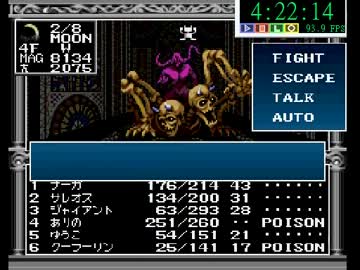 2/8
MOON
4F W
MAG 8134
大 2075
4:22:14
DOLO 93.9 FPS
FIGHT
ESCAPE
TALK
AUTO
1 ナーガ 176/214 43 ······
2 サレオス 134/200 31 ······
3 ジャイアント 63/293 28 ······
4 ありの 251/260 -- POISON
5 ゆうこ 54/151 21 ······
6 クーフーリン 25/141 17 POISON